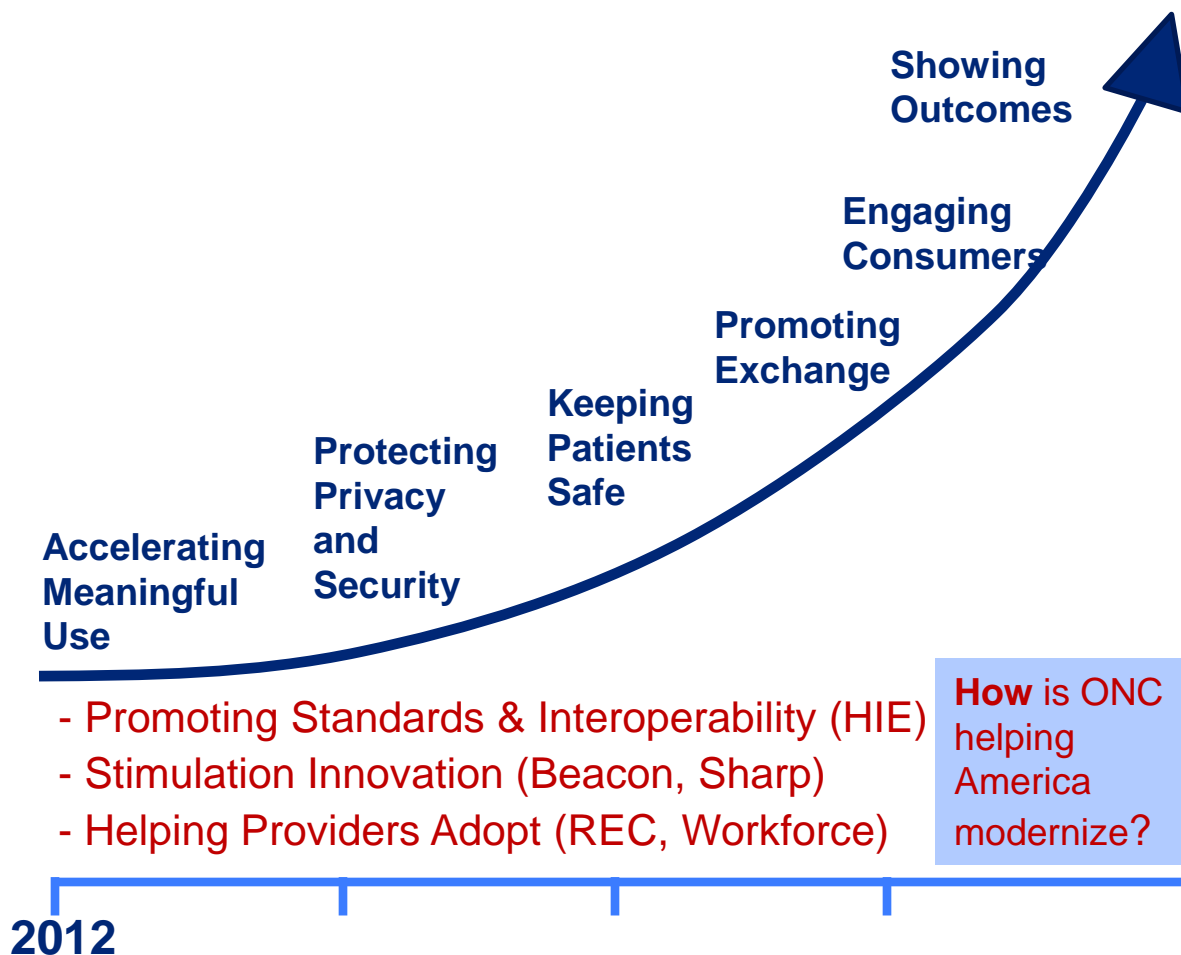 Showing
Outcomes
Engaging
Consumers
Promoting
Exchange
Keeping
Patients
Safe
Protecting
Privacy
and
Security
Accelerating
Meaningful
Use
- Promoting Standards & Interoperability (HIE)
- Stimulation Innovation (Beacon, Sharp)
- Helping Providers Adopt (REC, Workforce)
How is ONC
helping
America
modernize?
2012